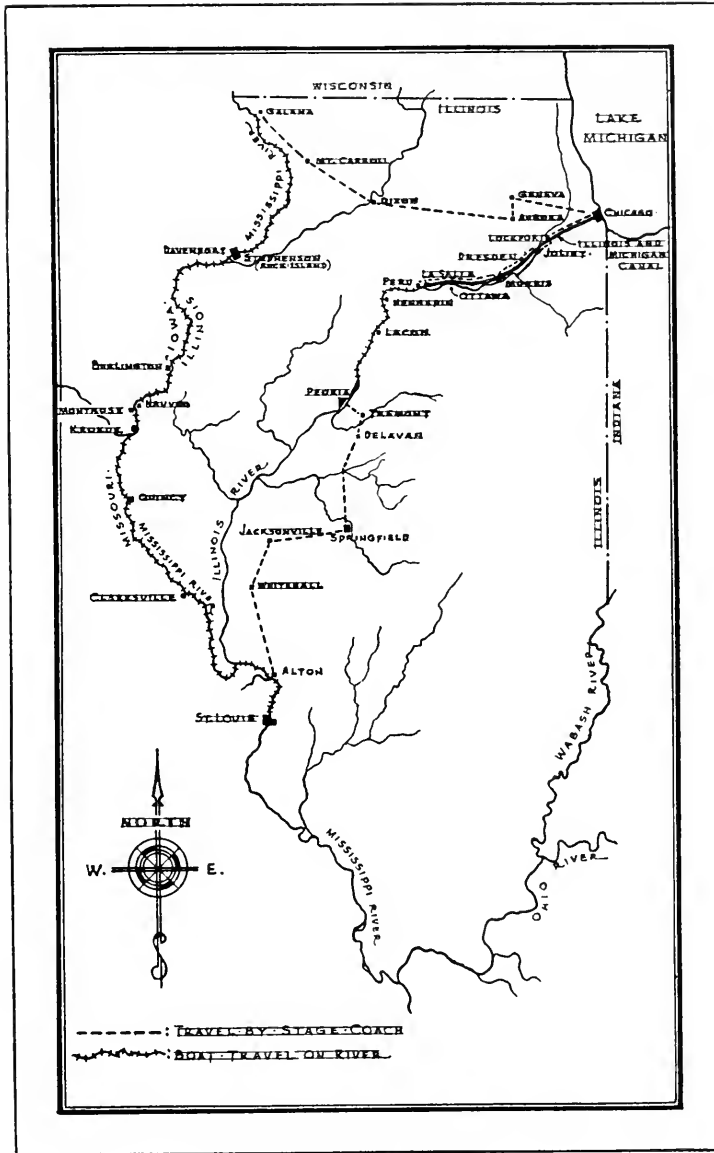 WISCONSIN
ILLINOIS
LAKE
MICHIGAN
GALENA
MISSISSIPPI
RIVER
MT. CARROLL
DIXON
GENEVA
AURORA
CHICAGO
LOCKPORT
ILLINOIS AND
MICHIGAN
CANAL
DRESDEN
JOLIET
DAVENPORT
STEPHENSON
(ROCK ISLAND)
PERU
LA SALLE
MORRIS
OTTAWA
HENNEPIN
LACON
IOWA
ILLINOIS
BURLINGTON
PEORIA
TREMONT
DELAVAN
MONTROSE
NAUVOO
KEOKUK
INDIANA
ILLINOIS
ILLINOIS RIVER
QUINCY
MISSOURI
MISSISSIPPI RIVER
JACKSONVILLE
SPRINGFIELD
WHITEHALL
CLARKSVILLE
ALTON
ST. LOUIS
WABASH RIVER
NORTH
W.
E.
MISSISSIPPI
RIVER
OHIO
RIVER
: TRAVEL·BY·STAGE·COACH
: BOAT·TRAVEL·ON·RIVER